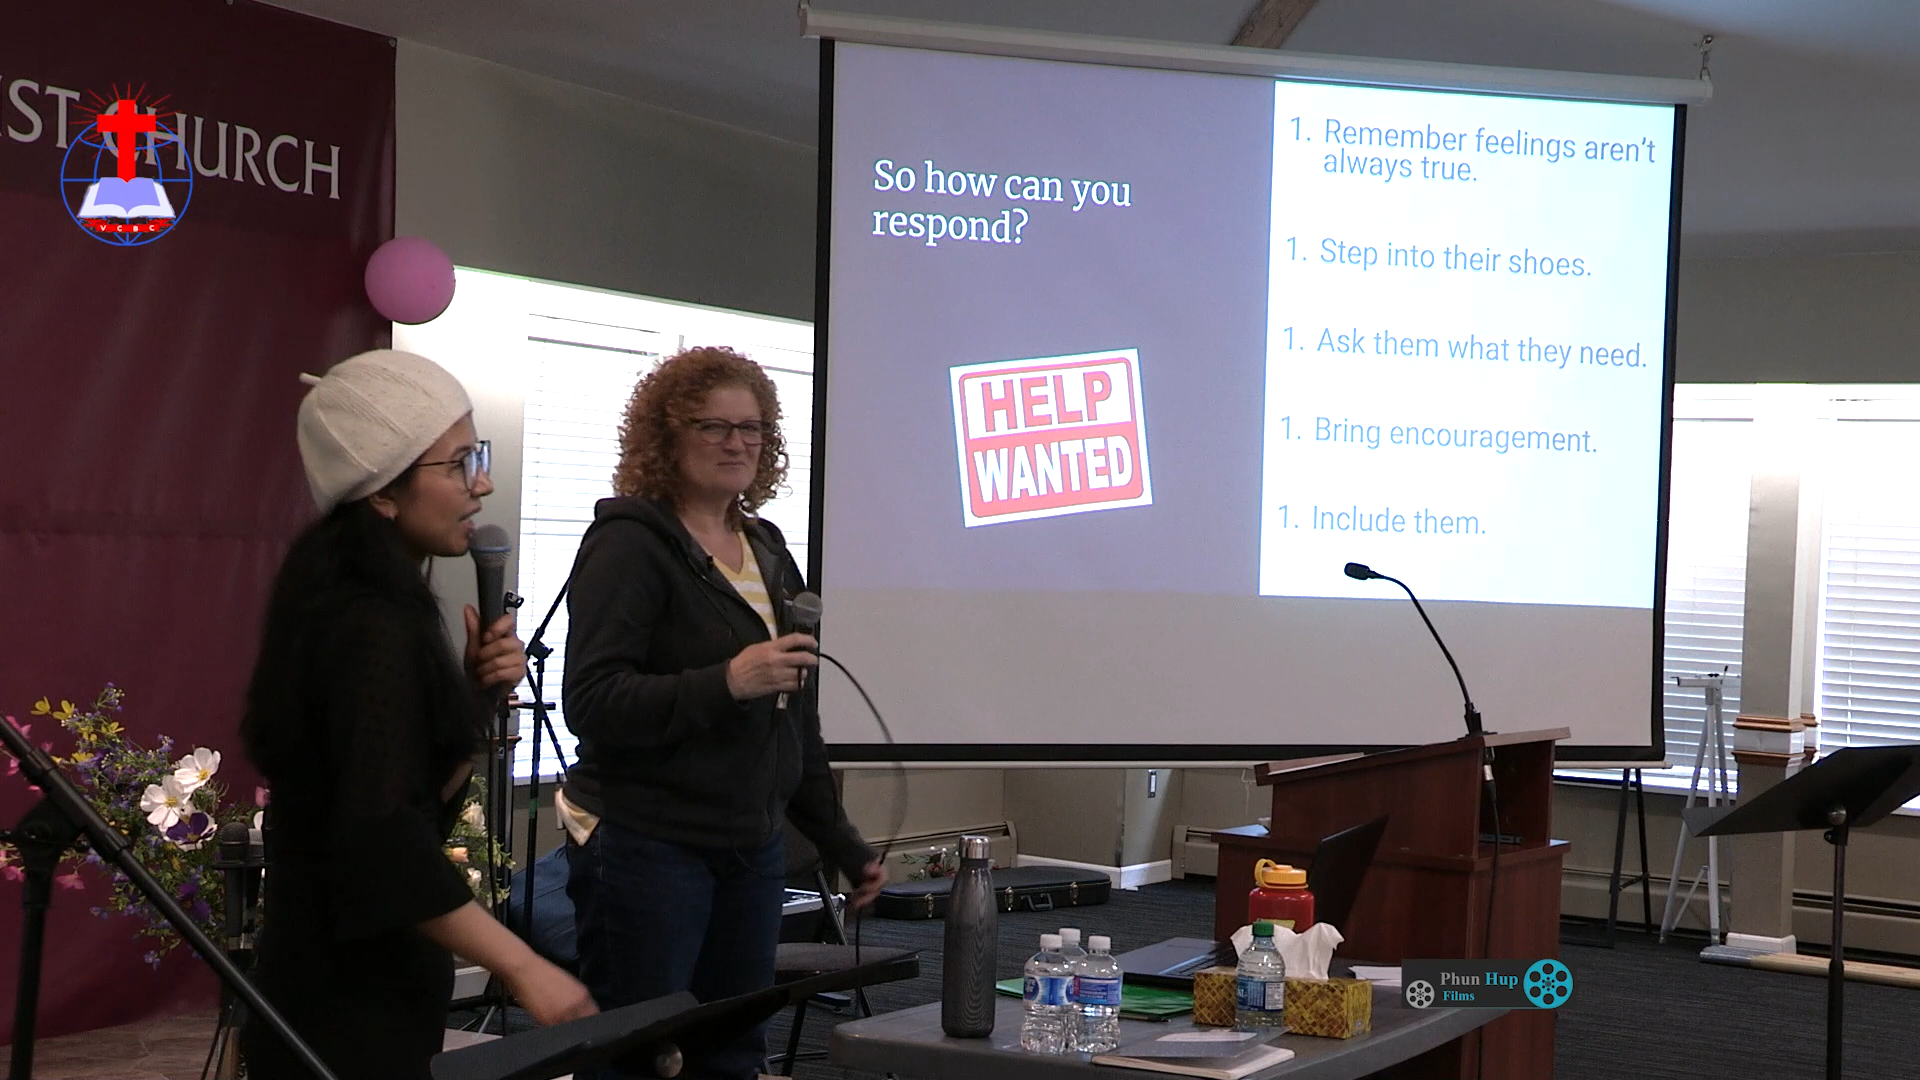 IST CHURCH
V C B C
So how can you
respond?
HELP
WANTED
1. Remember feelings aren't
always true.
1. Step into their shoes.
1. Ask them what they need.
1. Bring encouragement.
1. Include them.
Phun Hup
Films